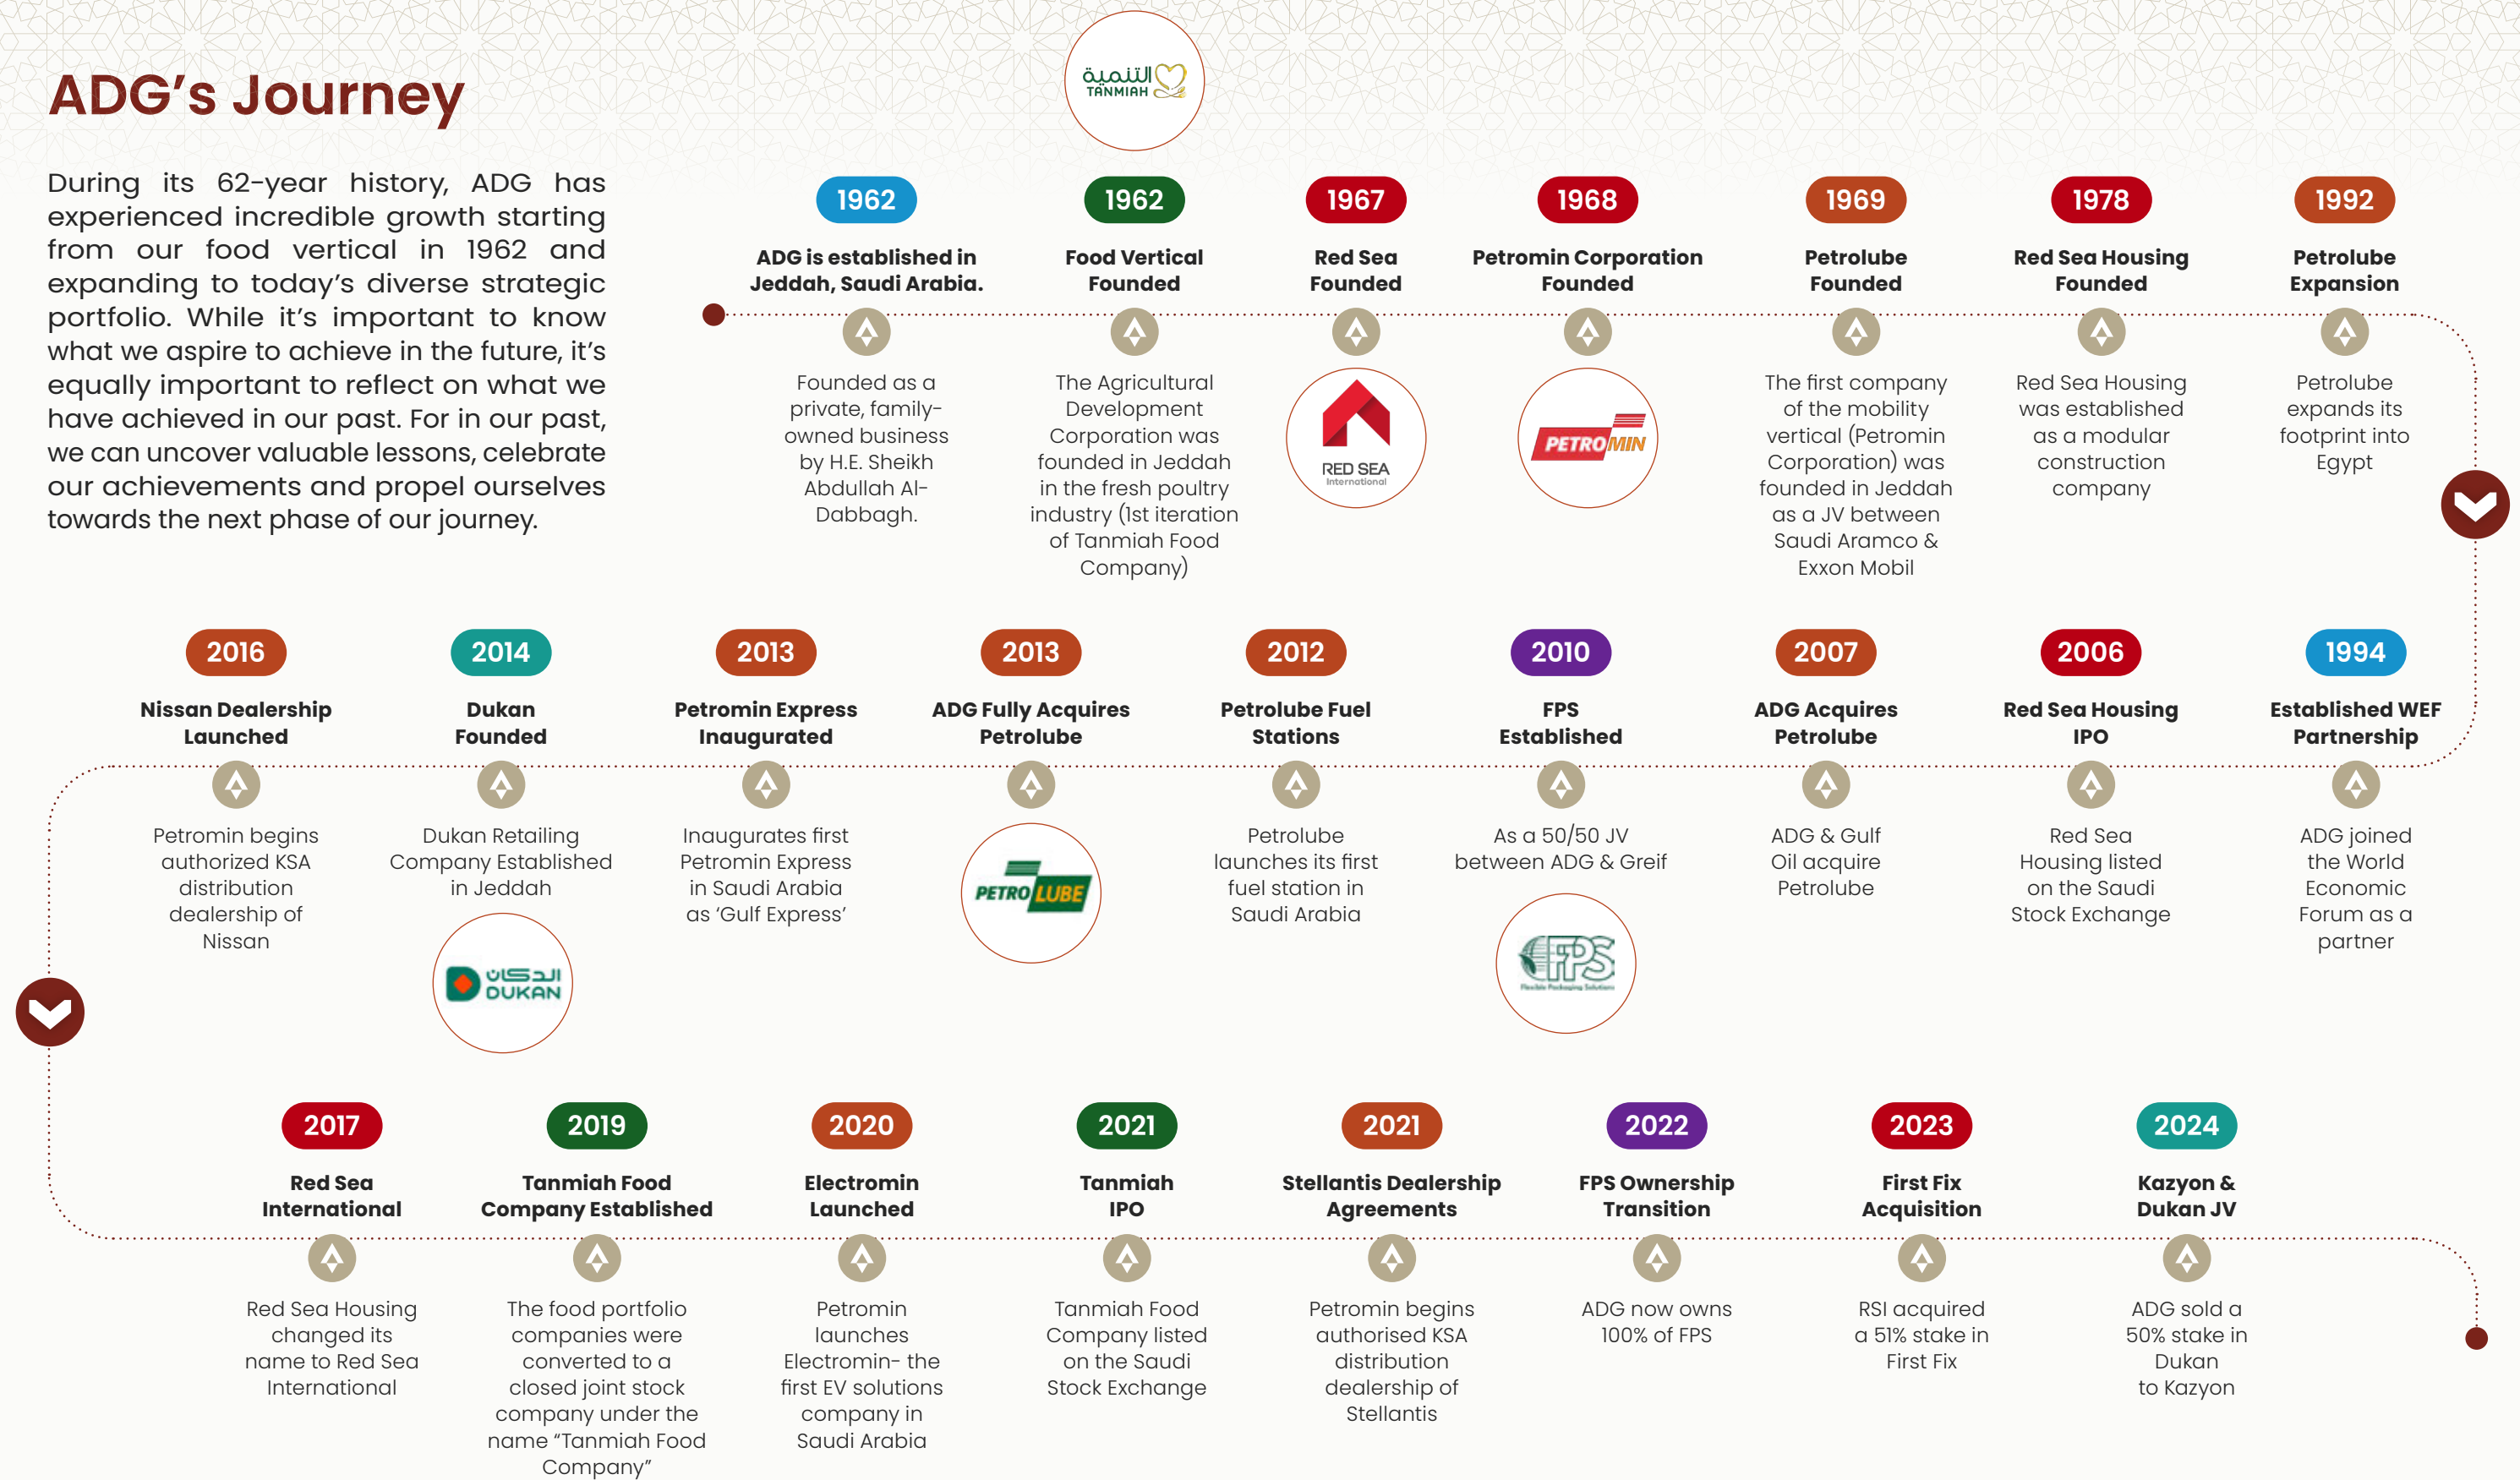 ADG’s Journey
During its 62-year history, ADG has
experienced incredible growth starting
from our food vertical in 1962 and
expanding to today’s diverse strategic
portfolio. While it’s important to know
what we aspire to achieve in the future, it’s
equally important to reflect on what we
have achieved in our past. For in our past,
we can uncover valuable lessons, celebrate
our achievements and propel ourselves
towards the next phase of our journey.
1962
ADG is established in
Jeddah, Saudi Arabia.
Founded as a
private, family-
owned business
by H.E. Sheikh
Abdullah Al-
Dabbagh.
التنمية
TANMIAH
1962
Food Vertical
Founded
The Agricultural
Development
Corporation was
founded in Jeddah
in the fresh poultry
industry (1st iteration
of Tanmiah Food
Company)
1967
Red Sea
Founded
RED SEA
International
1968
Petromin Corporation
Founded
PETROMIN
1969
Petrolube
Founded
The first company
of the mobility
vertical (Petromin
Corporation) was
founded in Jeddah
as a JV between
Saudi Aramco &
Exxon Mobil
1978
Red Sea Housing
Founded
Red Sea Housing
was established
as a modular
construction
company
1992
Petrolube
Expansion
Petrolube
expands its
footprint into
Egypt
1994
Established WEF
Partnership
ADG joined
the World
Economic
Forum as a
partner
2006
Red Sea Housing
IPO
Red Sea
Housing listed
on the Saudi
Stock Exchange
2007
ADG Acquires
Petrolube
ADG & Gulf
Oil acquire
Petrolube
2010
FPS
Established
As a 50/50 JV
between ADG & Greif
FPS
Flexible Packaging Solutions
2012
Petrolube Fuel
Stations
Petrolube
launches its first
fuel station in
Saudi Arabia
2013
ADG Fully Acquires
Petrolube
PETROLUBE
2013
Petromin Express
Inaugurated
Inaugurates first
Petromin Express
in Saudi Arabia
as ‘Gulf Express’
2014
Dukan
Founded
Dukan Retailing
Company Established
in Jeddah
الدكان
DUKAN
2016
Nissan Dealership
Launched
Petromin begins
authorized KSA
distribution
dealership of
Nissan
2017
Red Sea
International
Red Sea Housing
changed its
name to Red Sea
International
2019
Tanmiah Food
Company Established
The food portfolio
companies were
converted to a
closed joint stock
company under the
name “Tanmiah Food
Company”
2020
Electromin
Launched
Petromin
launches
Electromin- the
first EV solutions
company in
Saudi Arabia
2021
Tanmiah
IPO
Tanmiah Food
Company listed
on the Saudi
Stock Exchange
2021
Stellantis Dealership
Agreements
Petromin begins
authorised KSA
distribution
dealership of
Stellantis
2022
FPS Ownership
Transition
ADG now owns
100% of FPS
2023
First Fix
Acquisition
RSI acquired
a 51% stake in
First Fix
2024
Kazyon &
Dukan JV
ADG sold a
50% stake in
Dukan
to Kazyon